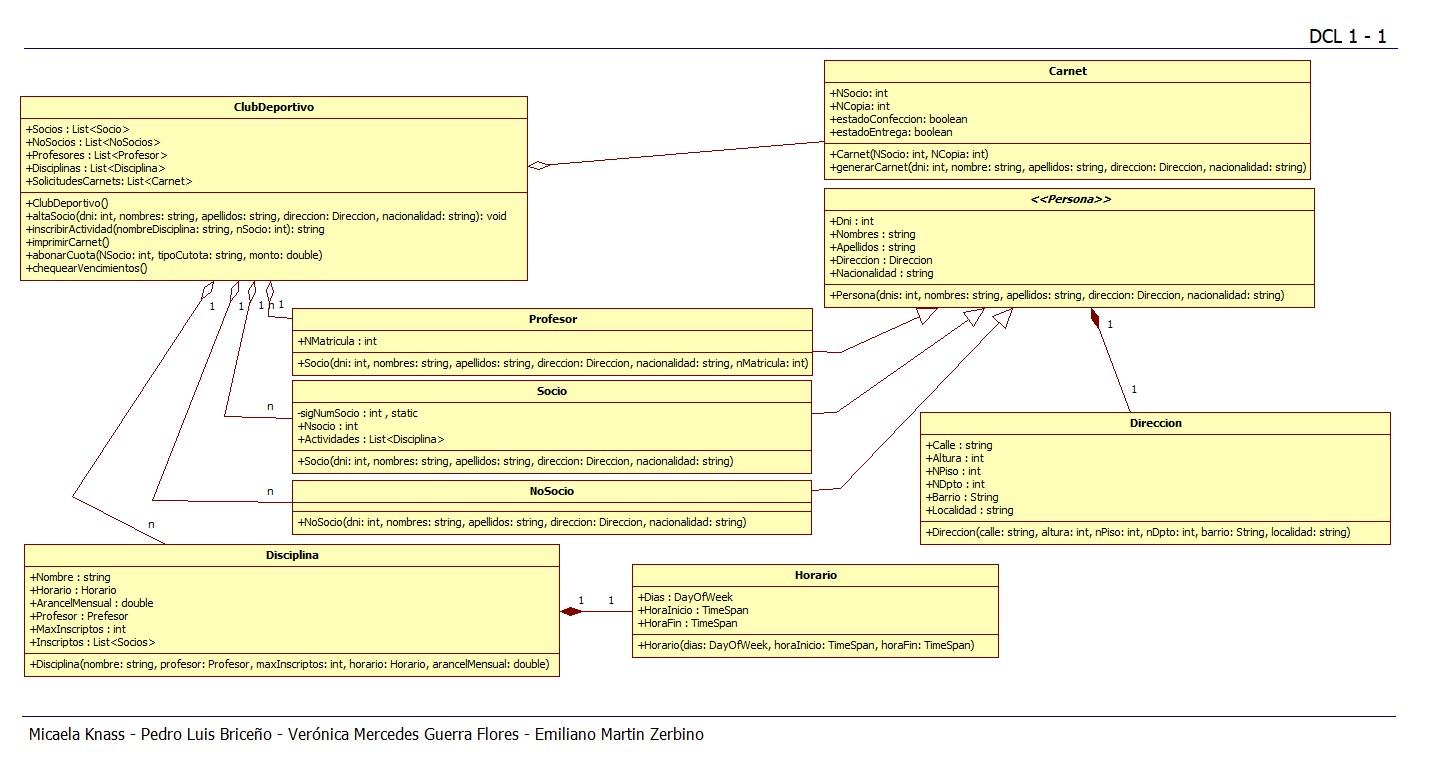 DCL 1 - 1
ClubDeportivo
+Socios : List<Socio>
+NoSocios : List<NoSocios>
+Profesores : List<Profesor>
+Disciplinas : List<Disciplina>
+SolicitudesCarnets: List<Carnet>
+ClubDeportivo()
+altaSocio(dni: int, nombres: string, apellidos: string, direccion: Direccion, nacionalidad: string): void
+inscribirActividad(nombreDisciplina: string, nSocio: int): string
+imprimirCarnet()
+abonarCuota(NSocio: int, tipoCutota: string, monto: double)
+chequearVencimientos()
Carnet
+NSocio: int
+NCopia: int
+estadoConfeccion: boolean
+estadoEntrega: boolean
+Carnet(NSocio: int, NCopia: int)
+generarCarnet(dni: int, nombre: string, apellidos: string, direccion: Direccion, nacionalidad: string)
<<Persona>>
+Dni : int
+Nombres : string
+Apellidos : string
+Direccion : Direccion
+Nacionalidad : string
+Persona(dnis: int, nombres: string, apellidos: string, direccion: Direccion, nacionalidad: string)
1 1 1 n 1
Profesor
+NMatricula : int
+Socio(dni: int, nombres: string, apellidos: string, direccion: Direccion, nacionalidad: string, nMatricula: int)
n
Socio
-sigNumSocio : int , static
+Nsocio : int
+Actividades : List<Disciplina>
+Socio(dni: int, nombres: string, apellidos: string, direccion: Direccion, nacionalidad: string)
n
NoSocio
+NoSocio(dni: int, nombres: string, apellidos: string, direccion: Direccion, nacionalidad: string)
1
1
Direccion
+Calle : string
+Altura : int
+NPiso : int
+NDpto : int
+Barrio : String
+Localidad : string
+Direccion(calle: string, altura: int, nPiso: int, nDpto: int, barrio: String, localidad: string)
n
Disciplina
+Nombre : string
+Horario : Horario
+ArancelMensual : double
+Profesor : Prefesor
+MaxInscriptos : int
+Inscriptos : List<Socios>
+Disciplina(nombre: string, profesor: Profesor, maxInscriptos: int, horario: Horario, arancelMensual: double)
1 1
Horario
+Dias : DayOfWeek
+HoraInicio : TimeSpan
+HoraFin : TimeSpan
+Horario(dias: DayOfWeek, horaInicio: TimeSpan, horaFin: TimeSpan)
Micaela Knass - Pedro Luis Briceño - Verónica Mercedes Guerra Flores - Emiliano Martin Zerbino